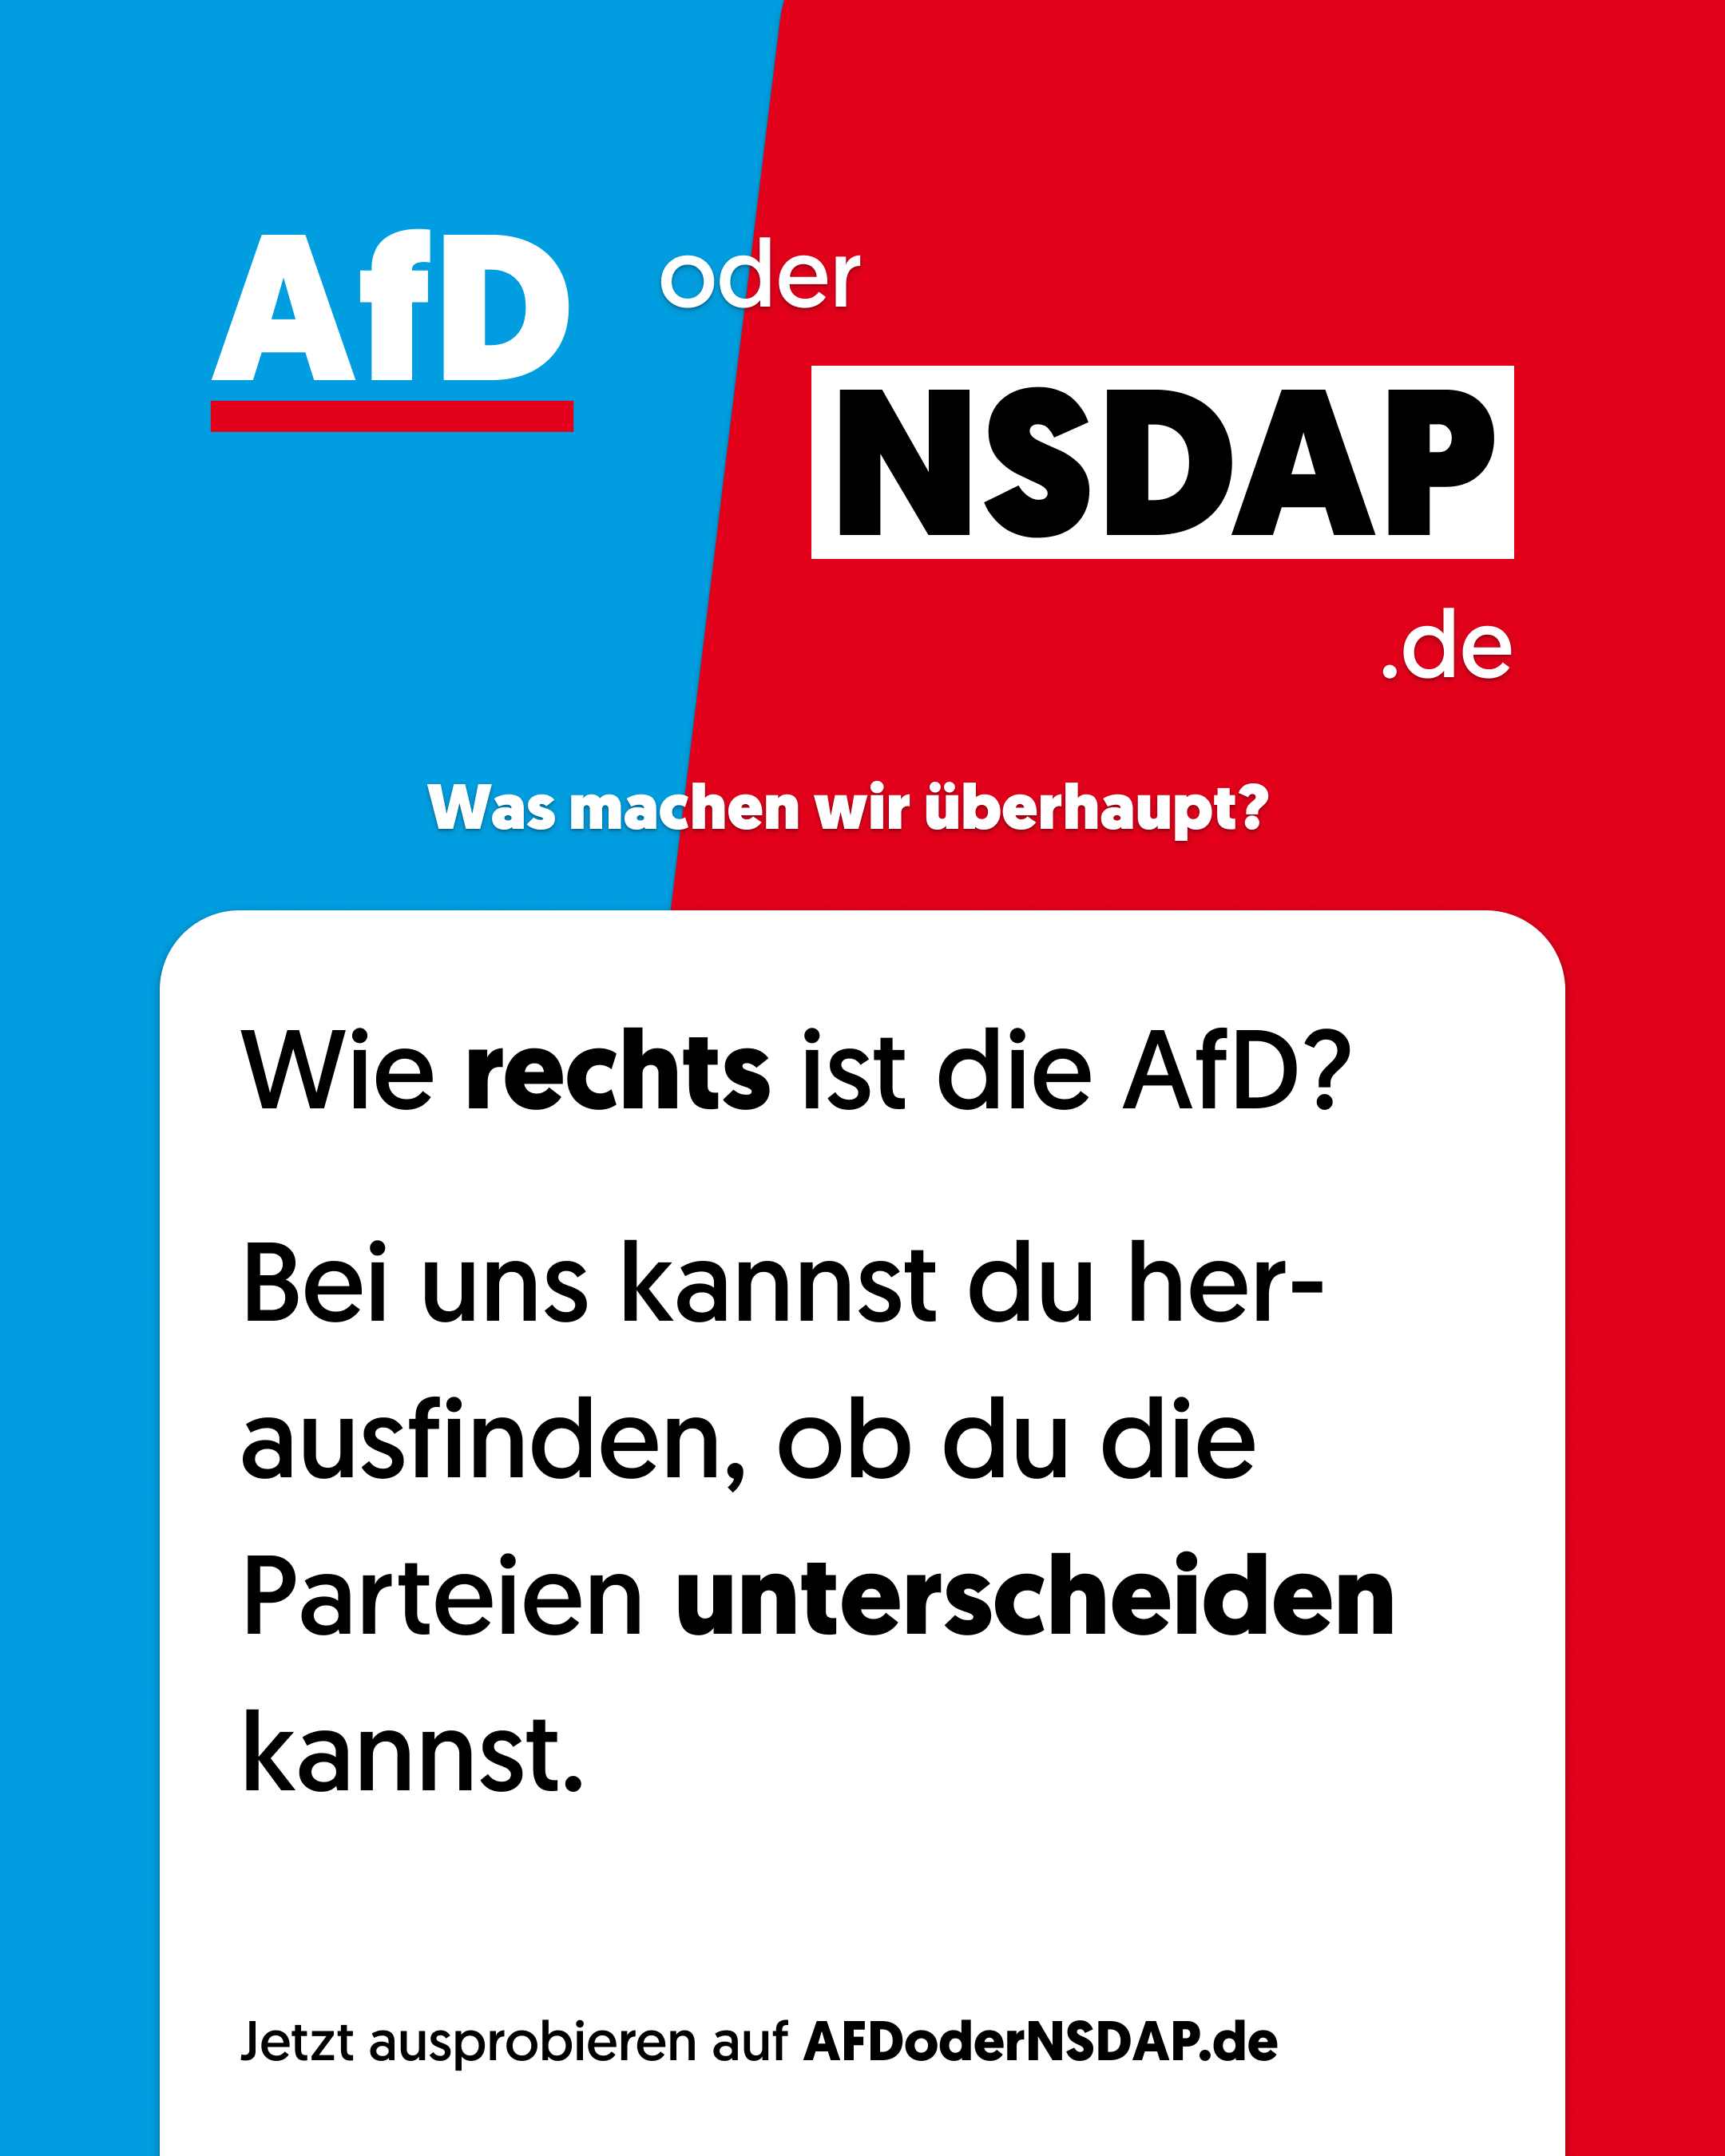 AfD oder
NSDAP
.de
Was machen wir überhaupt?
Wie rechts ist die AfD?
Bei uns kannst du her-
ausfinden, ob du die
Parteien unterscheiden
kannst.
Jetzt ausprobieren auf AFDoderNSDAP.de